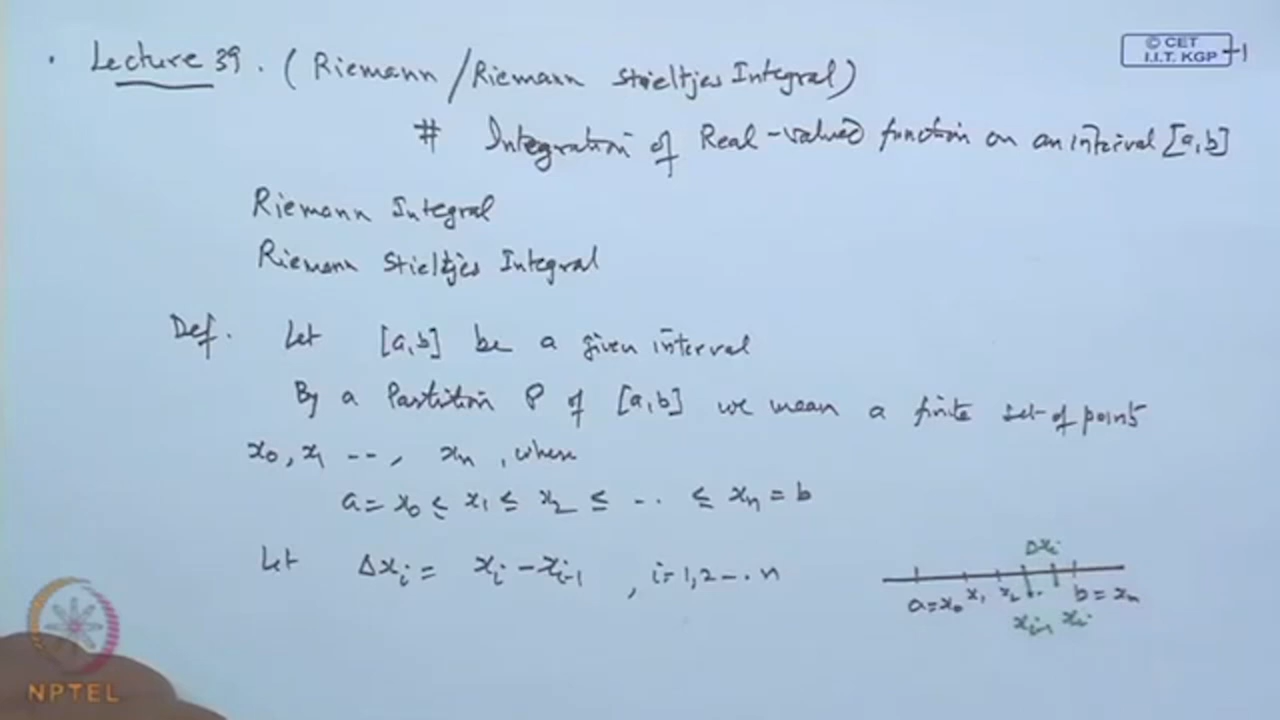 Lecture 39. (Riemann/Riemann Stieltjes Integral)
© CET
I.I.T. KGP
# Integration of Real-valued function on an interval [a,b]
Riemann Integral
Riemann Stieltjes Integral
Def. Let [a,b] be a given interval
By a Partition P of [a,b] we mean a finite set of points
x₀, x₁ --, xₙ, where
a = x₀ ≤ x₁ ≤ x₂ ≤ -- ≤ xₙ = b
Let Δxᵢ = xᵢ - xᵢ₋₁ , i=1,2--.n
Δxᵢ
a=x₀ x₁ x₂ .. b=xₙ
xᵢ₋₁ xᵢ
NPTEL